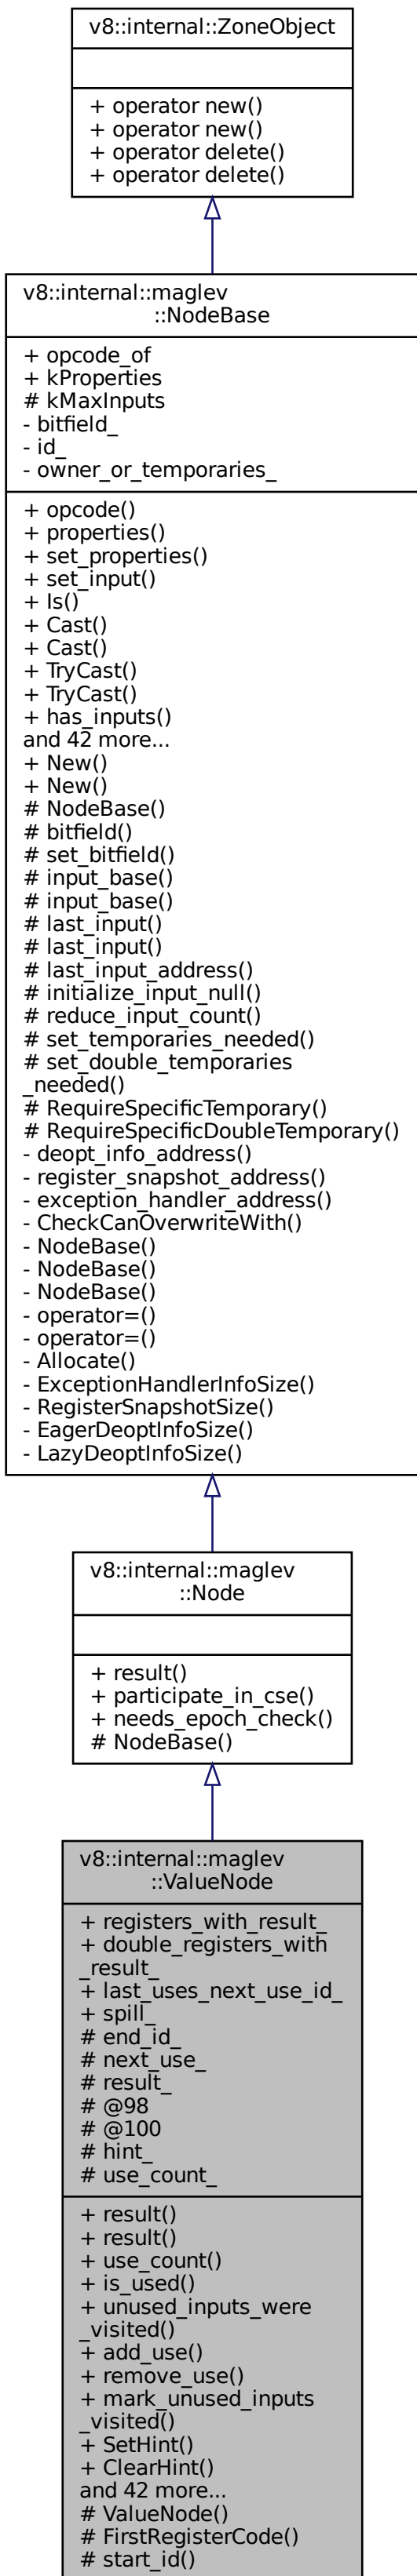 v8::internal::ZoneObject
+ operator new()
+ operator new()
+ operator delete()
+ operator delete()
v8::internal::maglev
::NodeBase
+ opcode_of
+ kProperties
# kMaxInputs
- bitfield_
- id_
- owner_or_temporaries_
+ opcode()
+ properties()
+ set_properties()
+ set_input()
+ Is()
+ Cast()
+ Cast()
+ TryCast()
+ TryCast()
+ has_inputs()
and 42 more...
+ New()
+ New()
# NodeBase()
# bitfield()
# set_bitfield()
# input_base()
# input_base()
# last_input()
# last_input()
# last_input_address()
# initialize_input_null()
# reduce_input_count()
# set_temporaries_needed()
# set_double_temporaries
_needed()
# RequireSpecificTemporary()
# RequireSpecificDoubleTemporary()
- deopt_info_address()
- register_snapshot_address()
- exception_handler_address()
- CheckCanOverwriteWith()
- NodeBase()
- NodeBase()
- NodeBase()
- operator=()
- operator=()
- Allocate()
- ExceptionHandlerInfoSize()
- RegisterSnapshotSize()
- EagerDeoptInfoSize()
- LazyDeoptInfoSize()
v8::internal::maglev
::Node
+ result()
+ participate_in_cse()
+ needs_epoch_check()
# NodeBase()
v8::internal::maglev
::ValueNode
+ registers_with_result_
+ double_registers_with
_result_
+ last_uses_next_use_id_
+ spill_
# end_id_
# next_use_
# result_
# @98
# @100
# hint_
# use_count_
+ result()
+ result()
+ use_count()
+ is_used()
+ unused_inputs_were
_visited()
+ add_use()
+ remove_use()
+ mark_unused_inputs
_visited()
+ SetHint()
+ ClearHint()
and 42 more...
# ValueNode()
# FirstRegisterCode()
# start_id()